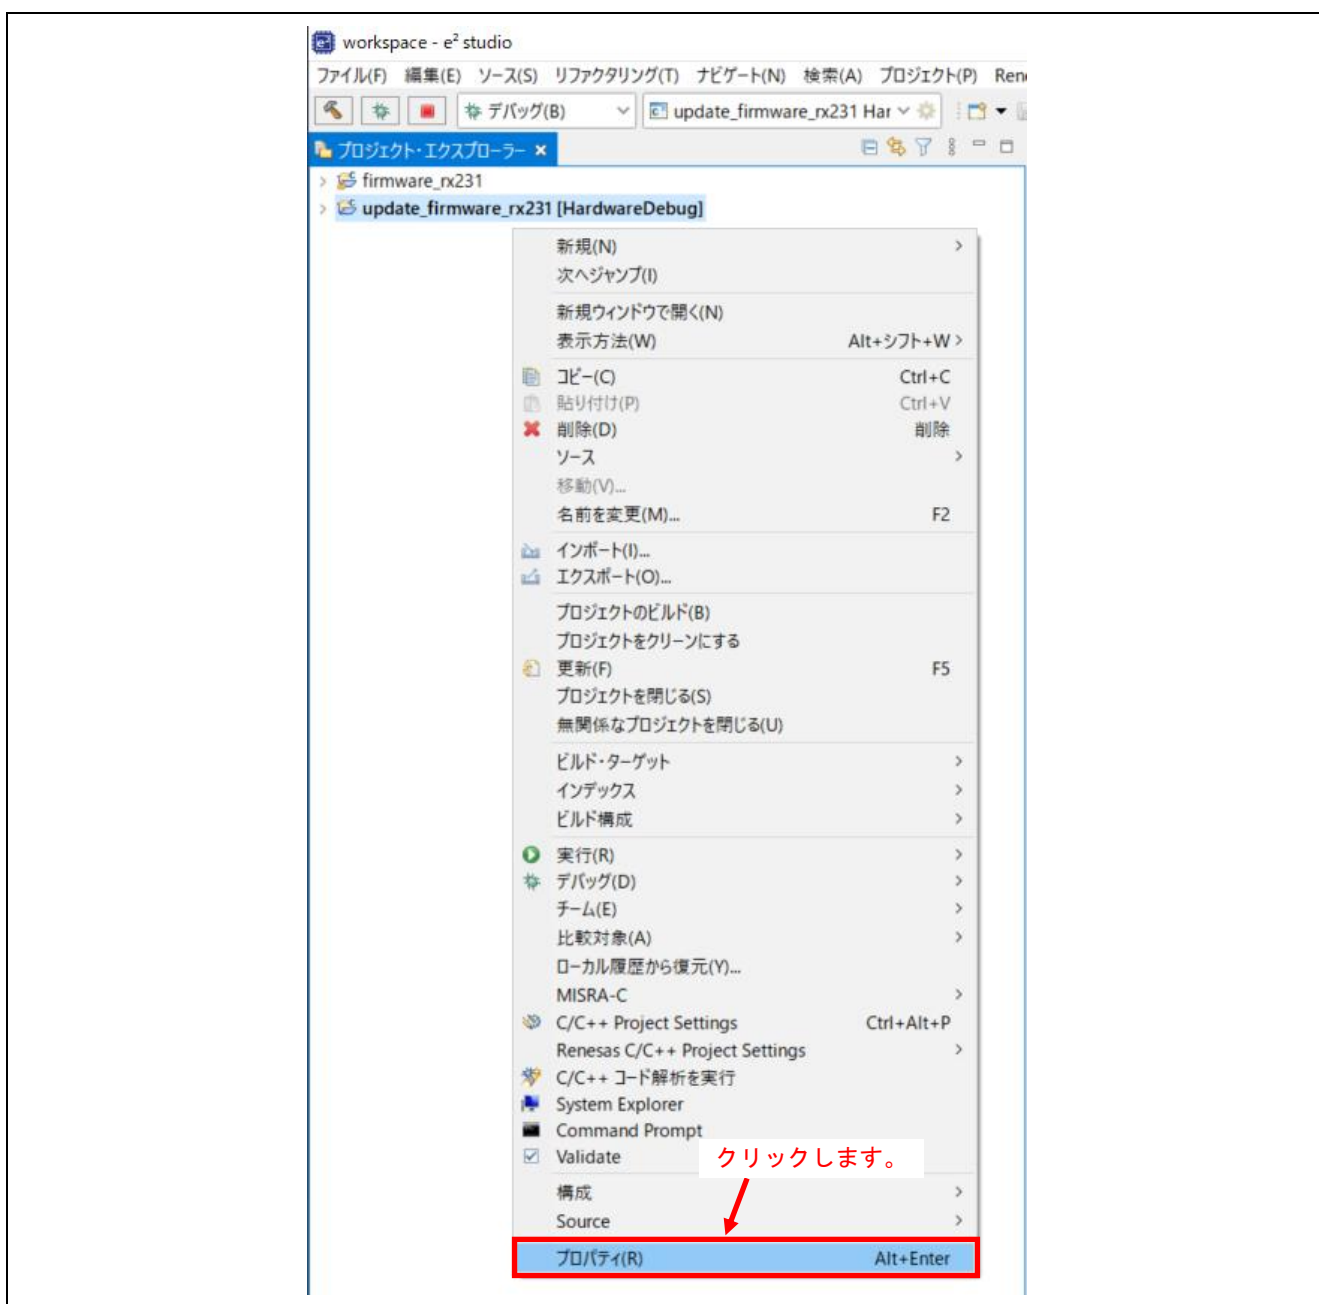 workspace - e² studio
ファイル(F) 編集(E) ソース(S) リファクタリング(T) ナビゲート(N) 検索(A) プロジェクト(P) Ren
デバッグ(B) update_firmware_rx231 Har
プロジェクト・エクスプローラー
firmware_rx231
update_firmware_rx231 [HardwareDebug]
新規(N)
次へジャンプ(I)
新規ウィンドウで開く(N)
表示方法(W) Alt+シフト+W
コピー(C) Ctrl+C
貼り付け(P) Ctrl+V
削除(D) 削除
ソース
移動(V)...
名前を変更(M)... F2
インポート(I)...
エクスポート(O)...
プロジェクトのビルド(B)
プロジェクトをクリーンにする
更新(F) F5
プロジェクトを閉じる(S)
無関係なプロジェクトを閉じる(U)
ビルド・ターゲット
インデックス
ビルド構成
実行(R)
デバッグ(D)
チーム(E)
比較対象(A)
ローカル履歴から復元(Y)...
MISRA-C
C/C++ Project Settings Ctrl+Alt+P
Renesas C/C++ Project Settings
C/C++ コード解析を実行
System Explorer
Command Prompt
Validate
クリックします。
構成
Source
プロパティ(R) Alt+Enter